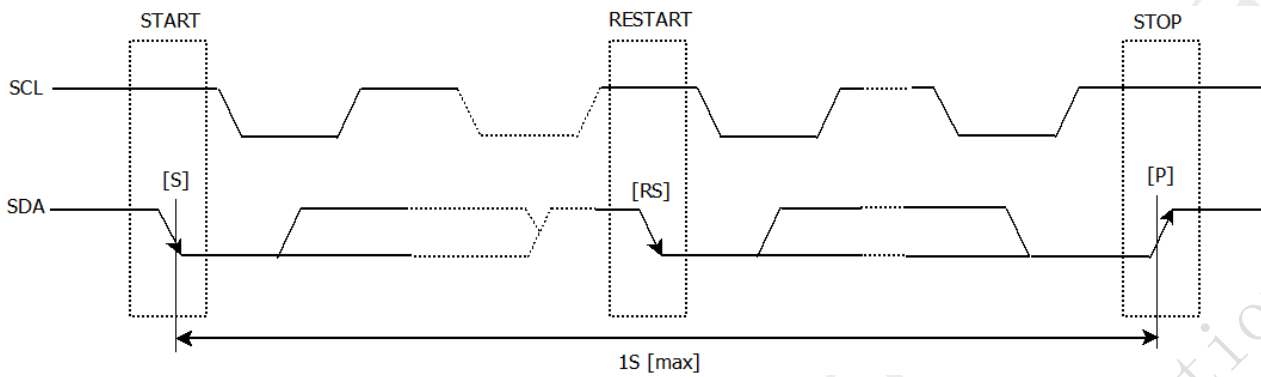 START RESTART STOP
SCL
[S] [RS] [P]
SDA
1S [max]